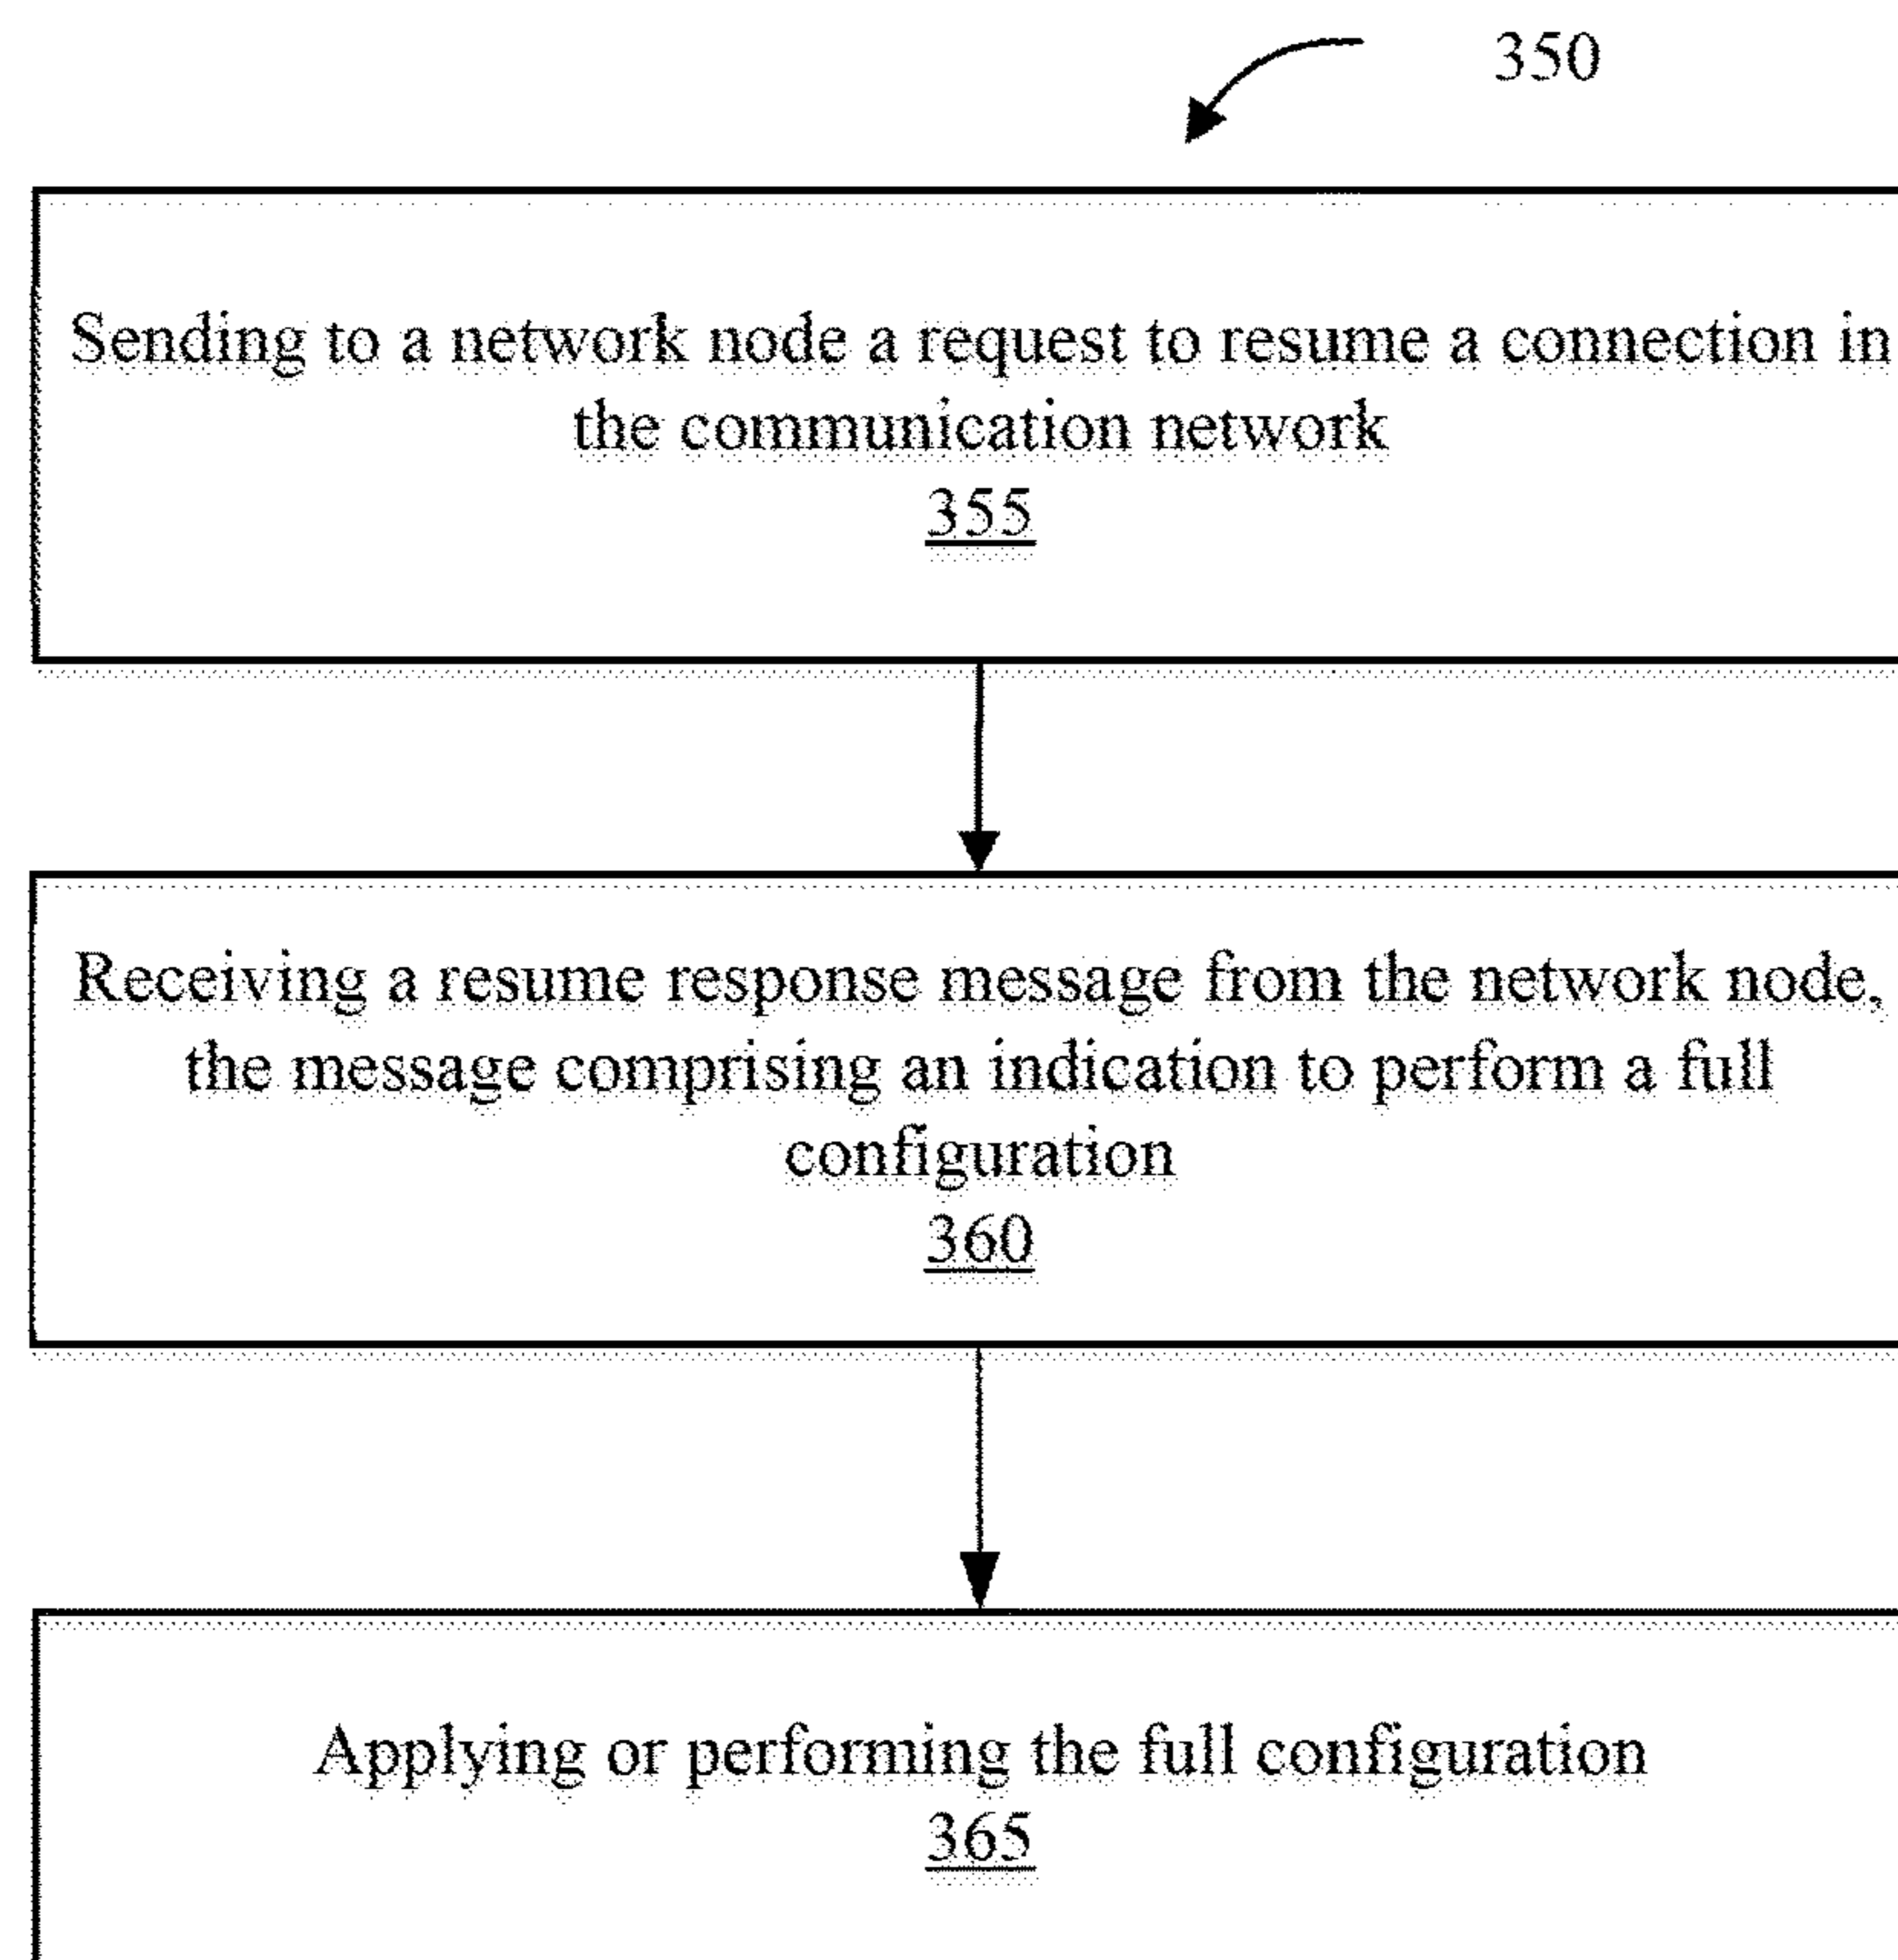 350
Sending to a network node a request to resume a connection in
the communication network
355
Receiving a resume response message from the network node,
the message comprising an indication to perform a full
configuration
360
Applying or performing the full configuration
365